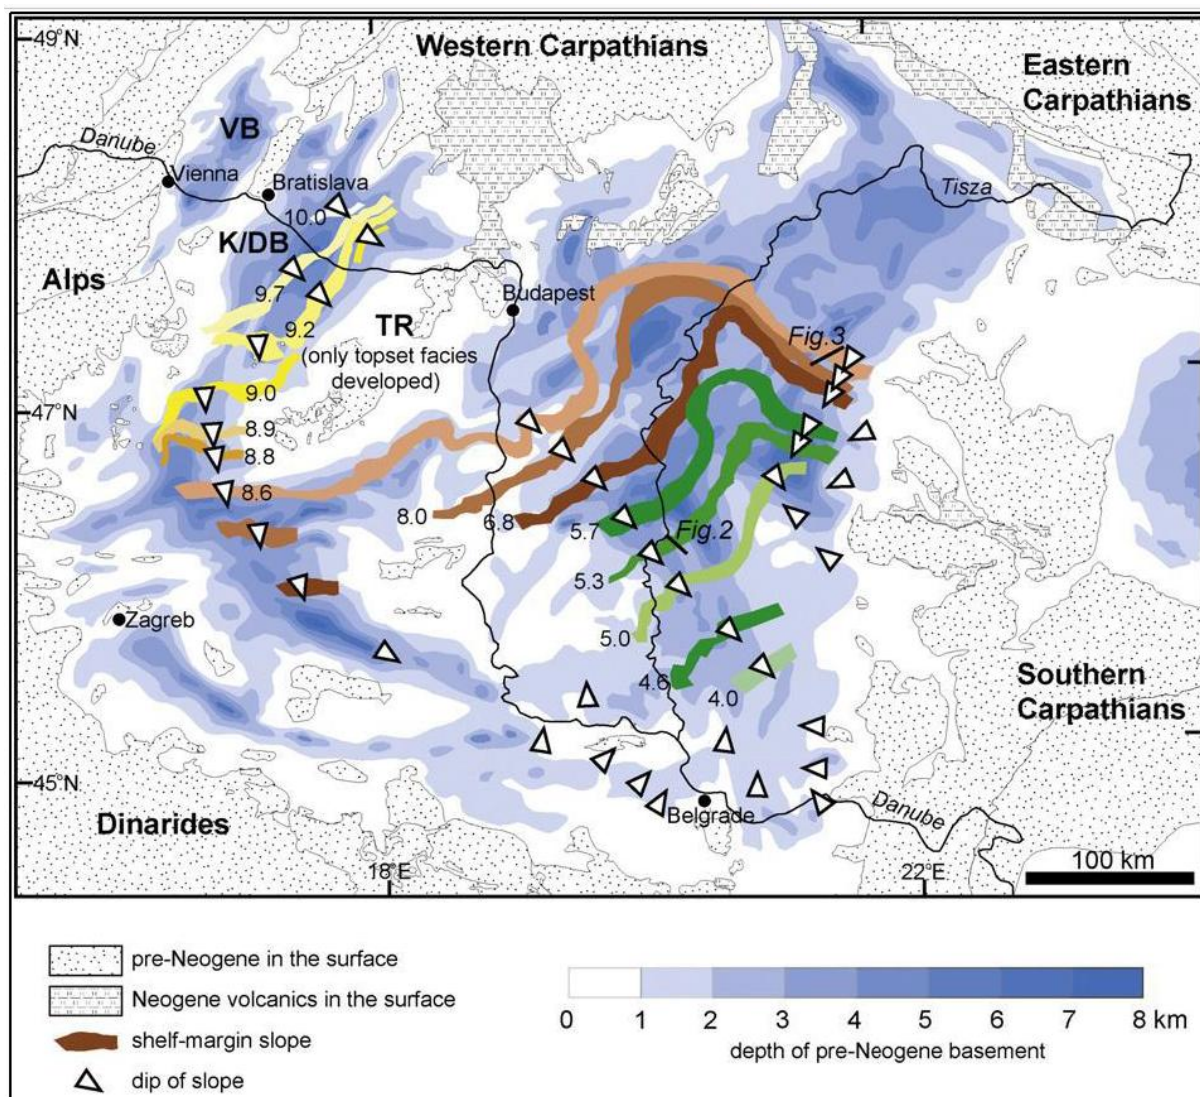 49°N
Western Carpathians
Eastern
Carpathians
VB
Danube
Vienna
Bratislava
Tisza
10.0
K/DB
Alps
9.7
Budapest
9.2
TR
(only topset facies
developed)
Fig.3
9.0
47°N
8.9
8.8
8.6
8.0
6.8
5.7
Fig.2
5.3
Zagreb
5.0
4.6
4.0
Southern
Carpathians
45°N
Belgrade
Danube
Dinarides
18°E
22°E
100 km
pre-Neogene in the surface
Neogene volcanics in the surface
shelf-margin slope
dip of slope
0 1 2 3 4 5 6 7 8 km
depth of pre-Neogene basement